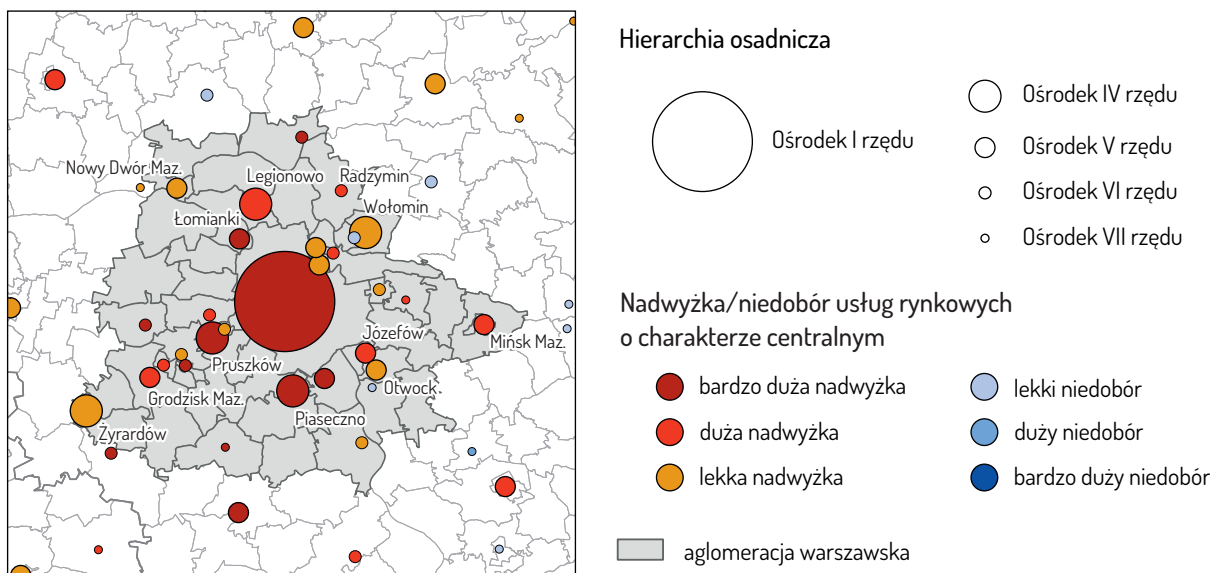 Nowy Dwór Maz.
Legionowo
Radzymin
Wołomin
Łomianki
Józefów
Mińsk Maz.
Pruszków
Grodzisk Maz.
Otwock
Piaseczno
Żyrardów
Hierarchia osadnicza
Ośrodek I rzędu
Ośrodek IV rzędu
Ośrodek V rzędu
Ośrodek VI rzędu
Ośrodek VII rzędu
Nadwyżka/niedobór usług rynkowych
o charakterze centralnym
bardzo duża nadwyżka
duża nadwyżka
lekka nadwyżka
lekki niedobór
duży niedobór
bardzo duży niedobór
aglomeracja warszawska